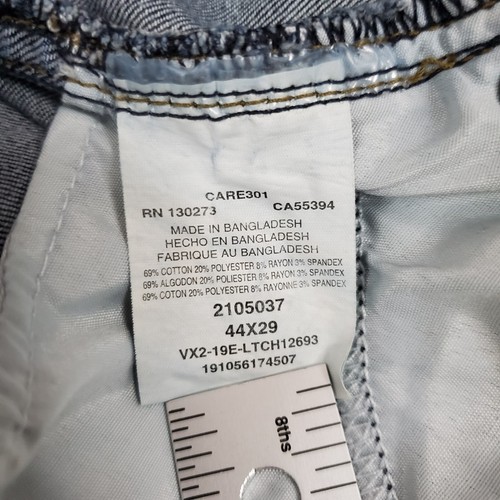 CARE301
RN 130273 CA55394
MADE IN BANGLADESH
HECHO EN BANGLADESH
FABRIQUE AU BANGLADESH
69% COTTON 20% POLYESTER 8% RAYON 3% SPANDEX
69% ALGODON 20% POLIESTER 8% RAYON 3% SPANDEX
69% COTON 20% POLYESTER 8% RAYONNE 3% SPANDEX
2105037
44X29
VX2-19E-LTCH12693
191056174507
8ths